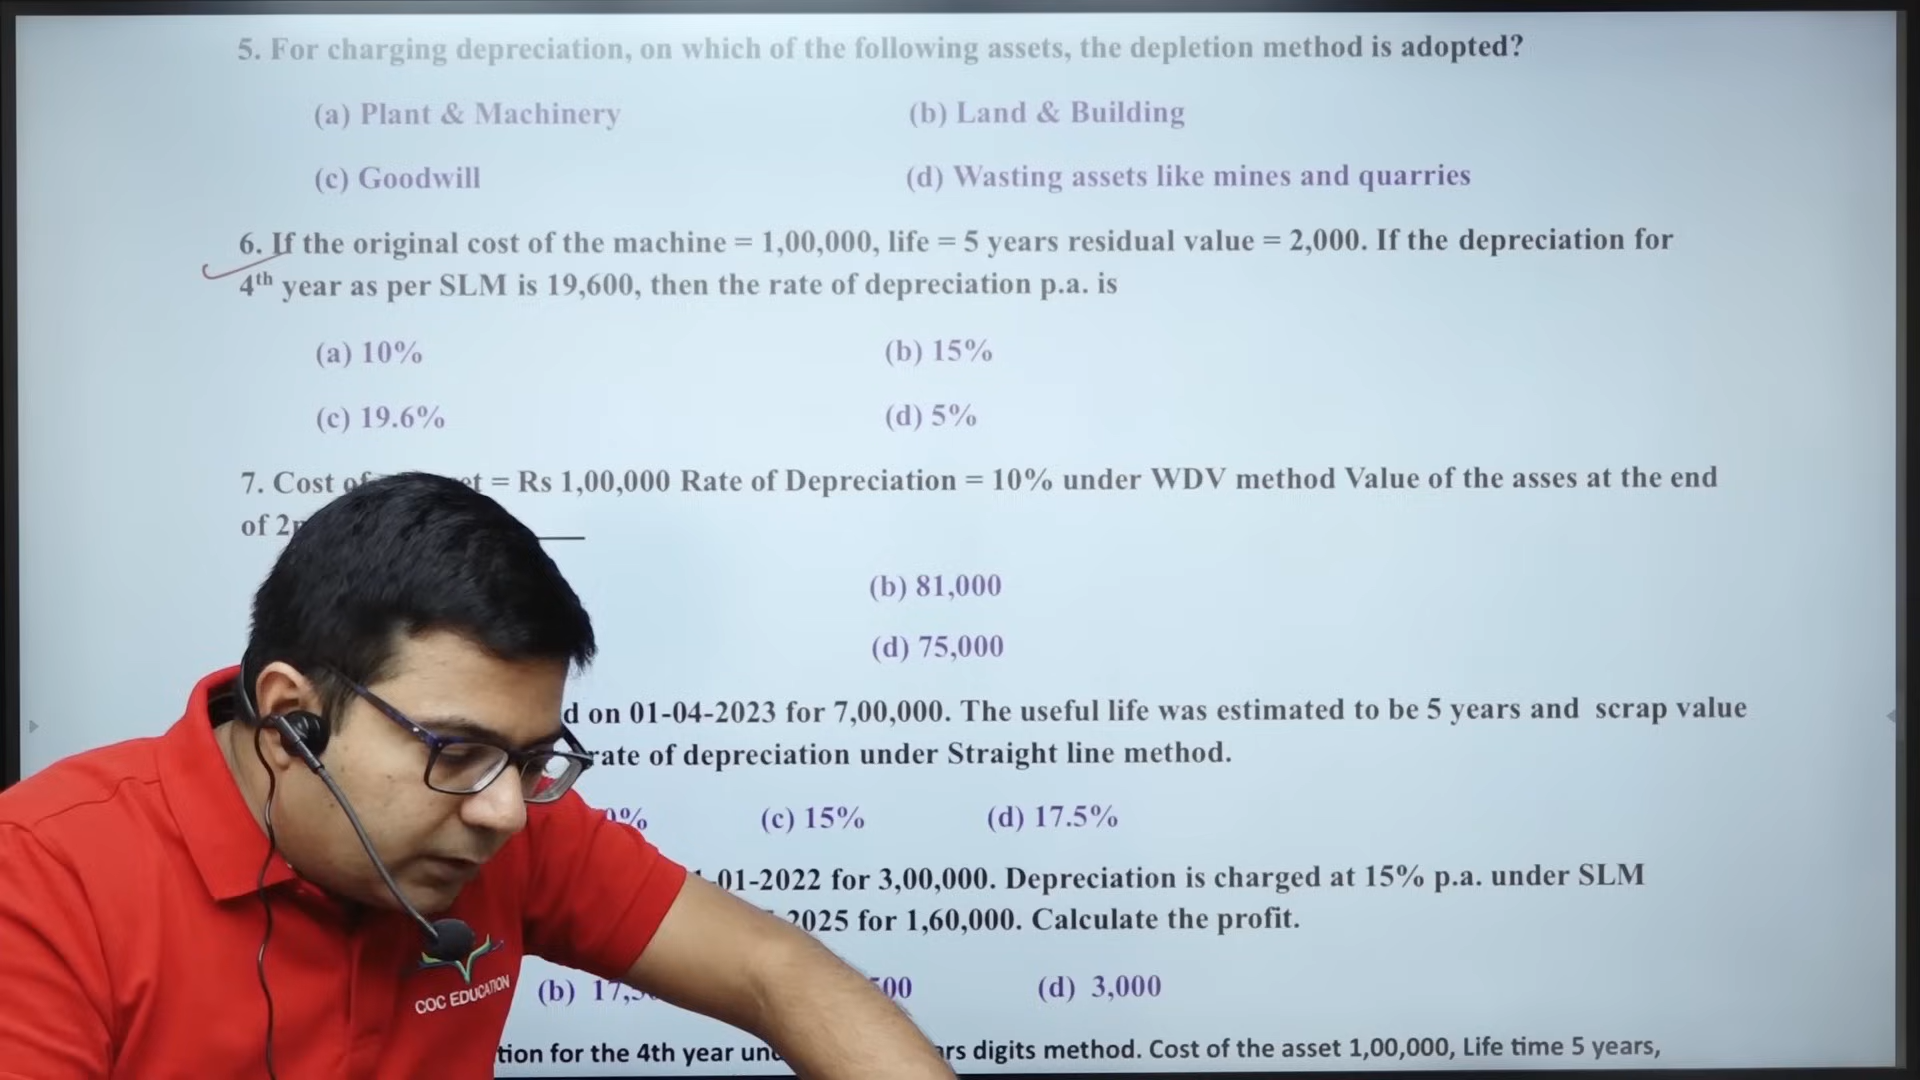 5. For charging depreciation, on which of the following assets, the depletion method is adopted?
(a) Plant & Machinery (b) Land & Building
(c) Goodwill (d) Wasting assets like mines and quarries
6. If the original cost of the machine = 1,00,000, life = 5 years residual value = 2,000. If the depreciation for
4th year as per SLM is 19,600, then the rate of depreciation p.a. is
(a) 10% (b) 15%
(c) 19.6% (d) 5%
7. Cost of = Rs 1,00,000 Rate of Depreciation = 10% under WDV method Value of the asses at the end
of
(b) 81,000
(d) 75,000
on 01-04-2023 for 7,00,000. The useful life was estimated to be 5 years and scrap value
rate of depreciation under Straight line method.
(c) 15% (d) 17.5%
for 3,00,000. Depreciation is charged at 15% p.a. under SLM
2025 for 1,60,000. Calculate the profit.
(b) (d) 3,000
for the 4th year digits method. Cost of the asset 1,00,000, Life time 5 years,
COC EDUCATION